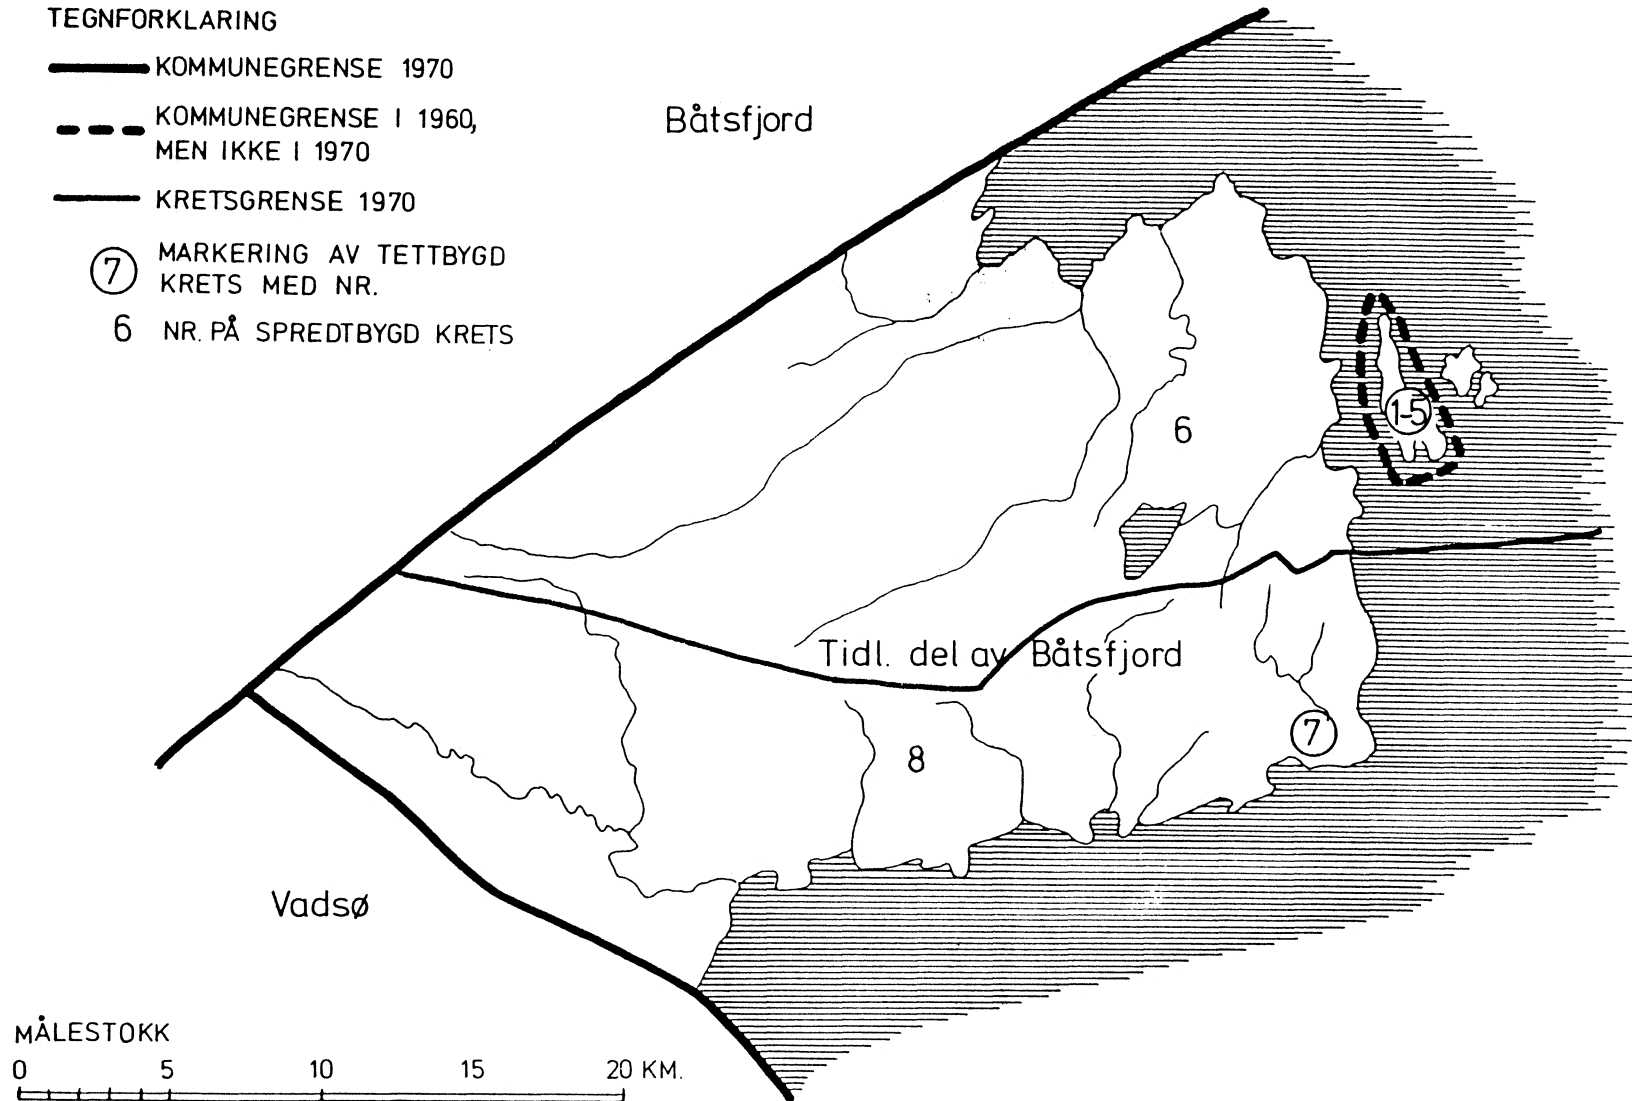 TEGNFORKLARING
KOMMUNEGRENSE 1970
KOMMUNEGRENSE I 1960,
MEN IKKE I 1970
KRETSGRENSE 1970
7 MARKERING AV TETTBYGD
KRETS MED NR.
6 NR. PÅ SPREDTBYGD KRETS
Båtsfjord
1-5
6
Tidl. del av Båtsfjord
7
8
Vadsø
MÅLESTOKK
0 5 10 15 20 KM.